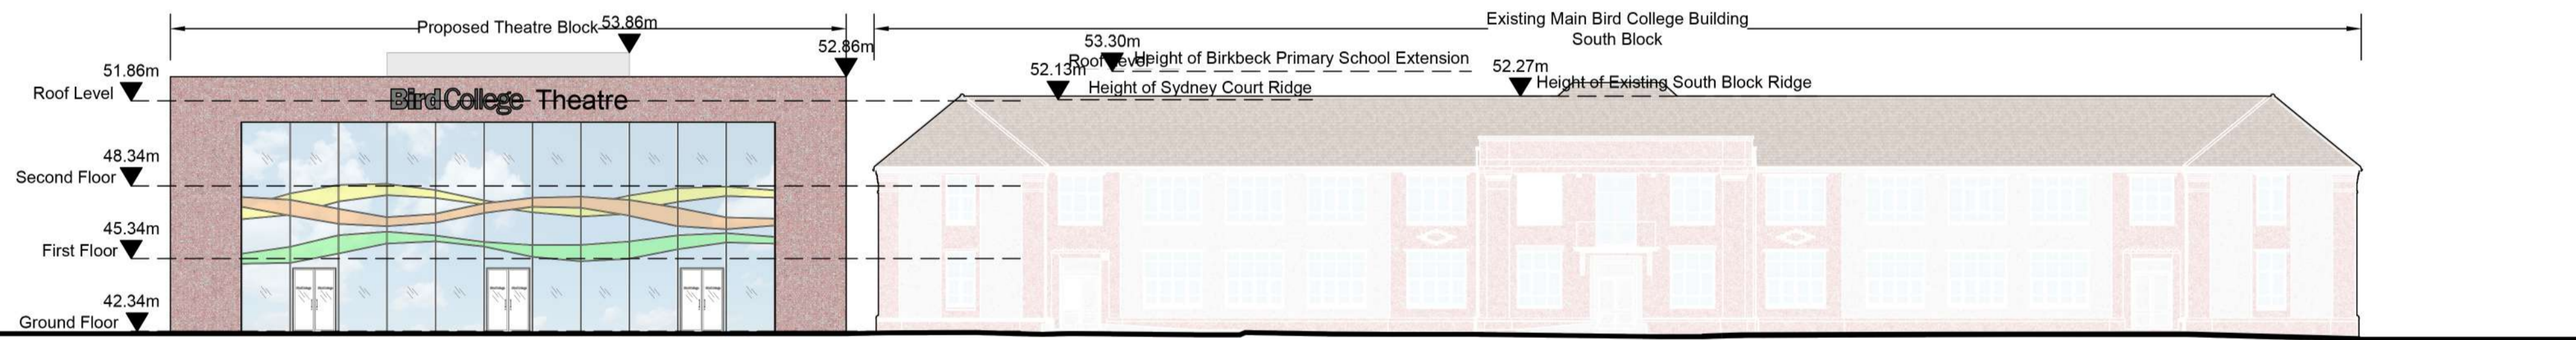 Proposed Theatre Block
53.86m
52.86m
51.86m
Roof Level
Bird College Theatre
48.34m
Second Floor
45.34m
First Floor
42.34m
Ground Floor
Existing Main Bird College Building
South Block
53.30m
Roof Level
Height of Birkbeck Primary School Extension
52.13m
Height of Sydney Court Ridge
52.27m
Height of Existing South Block Ridge